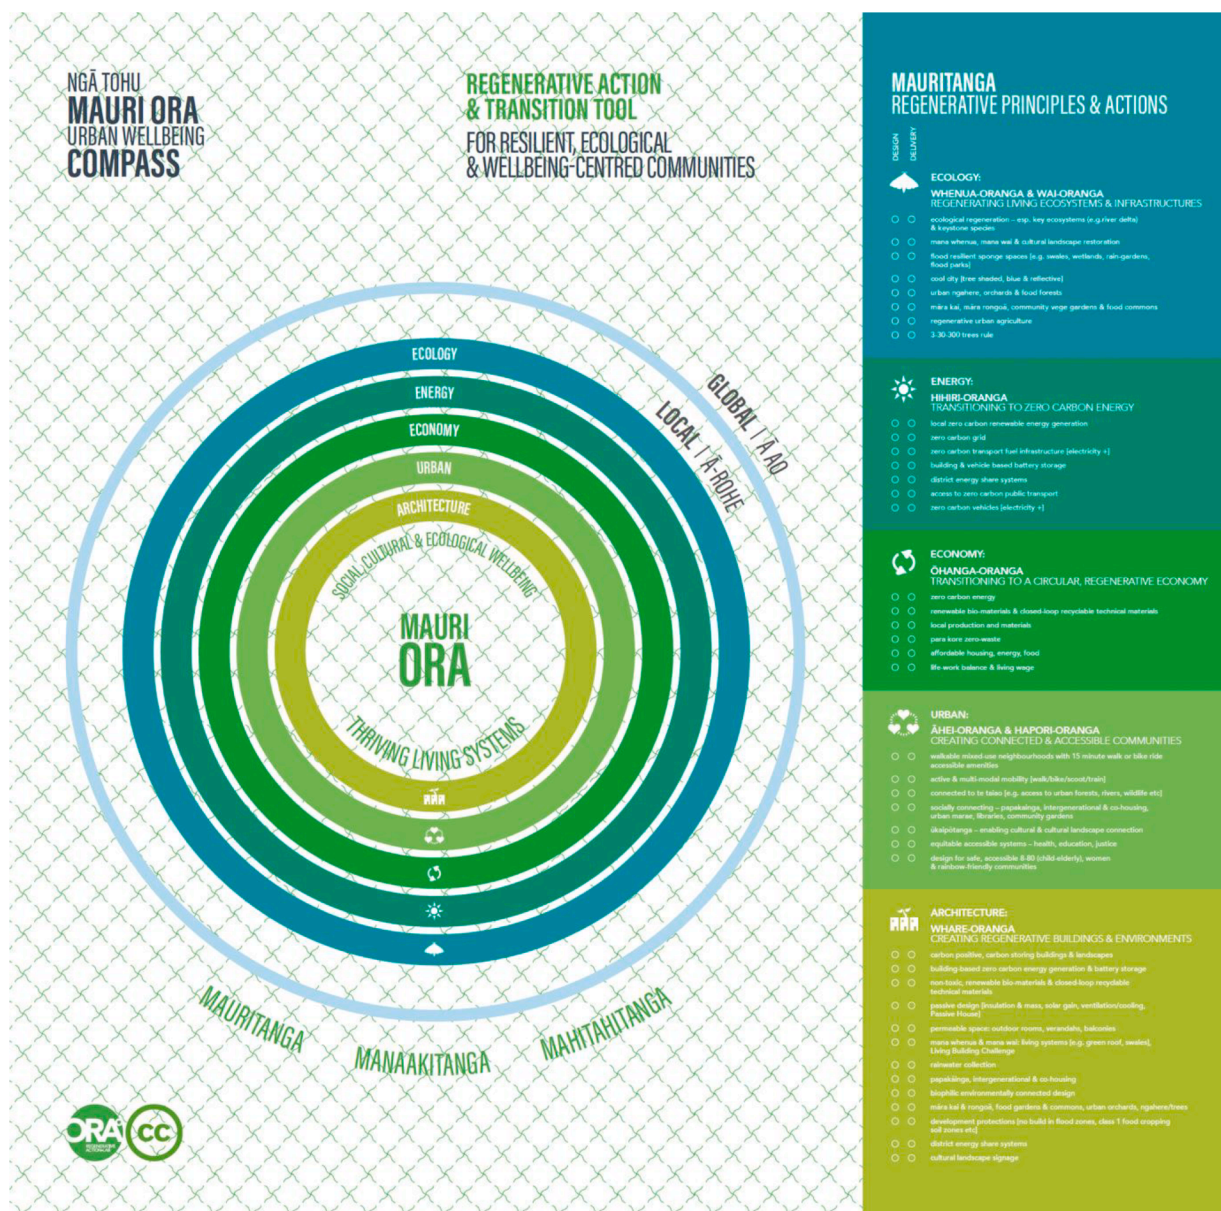 NGĀ TOHU
MAURI ORA
URBAN WELLBEING
COMPASS
REGENERATIVE ACTION
& TRANSITION TOOL
FOR RESILIENT, ECOLOGICAL
& WELLBEING-CENTRED COMMUNITIES
GLOBAL | Ā AO
LOCAL | Ā-ROHE
ECOLOGY
ENERGY
ECONOMY
URBAN
ARCHITECTURE
SOCIAL, CULTURAL & ECOLOGICAL WELLBEING
MAURI
ORA
THRIVING LIVING SYSTEMS
MAURITANGA
MANAAKITANGA
MAHITAHITANGA
ORA
REGENERATIVE
ACTION LAB
CC
MAURITANGA
REGENERATIVE PRINCIPLES & ACTIONS
DESIGN
DELIVERY
ECOLOGY:
WHENUA-ORANGA & WAI-ORANGA
REGENERATING LIVING ECOSYSTEMS & INFRASTRUCTURES
ecological regeneration – esp. key ecosystems (e.g.river delta)
& keystone species
mana whenua, mana wai & cultural landscape restoration
flood resilient sponge spaces (e.g. swales, wetlands, rain-gardens,
flood parks)
cool city (tree shaded, blue & reflective)
urban ngahere, orchards & food forests
māra kai, māra rongoā, community vege gardens & food commons
regenerative urban agriculture
3-30-300 trees rule
ENERGY:
HIHIRI-ORANGA
TRANSITIONING TO ZERO CARBON ENERGY
local zero carbon renewable energy generation
zero carbon grid
zero carbon transport fuel infrastructure (electricity +)
building & vehicle based battery storage
district energy share systems
access to zero carbon public transport
zero carbon vehicles (electricity +)
ECONOMY:
ŌHANGA-ORANGA
TRANSITIONING TO A CIRCULAR, REGENERATIVE ECONOMY
zero carbon energy
renewable bio-materials & closed-loop recyclable technical materials
local production and materials
para kore zero-waste
affordable housing, energy, food
life-work balance & living wage
URBAN:
ĀHEI-ORANGA & HAPORI-ORANGA
CREATING CONNECTED & ACCESSIBLE COMMUNITIES
walkable mixed-use neighbourhoods with 15 minute walk or bike ride
accessible amenities
active & multi-modal mobility (walk/bike/scoot/train)
connected to te taiao (e.g. access to urban forests, rivers, wildlife etc)
socially connecting – papakainga, intergenerational & co-housing,
urban marae, libraries, community gardens
ūkaipōtanga – enabling cultural & cultural landscape connection
equitable accessible systems – health, education, justice
design for safe, accessible 8-80 (child-elderly), women
& rainbow-friendly communities
ARCHITECTURE:
WHARE-ORANGA
CREATING REGENERATIVE BUILDINGS & ENVIRONMENTS
carbon positive, carbon storing buildings & landscapes
building-based zero carbon energy generation & battery storage
non-toxic, renewable bio-materials & closed-loop recyclable
technical materials
passive design (insulation & mass, solar gain, ventilation/cooling,
Passive House)
permeable space: outdoor rooms, verandahs, balconies
mana whenua & mana wai: living systems (e.g. green roof, swales),
Living Building Challenge
rainwater collection
papakāinga, intergenerational & co-housing
biophilic environmentally connected design
māra kai & rongoā, food gardens & commons, urban orchards, ngahere/trees
development protections (no build in flood zones, class 1 food cropping
soil zones etc)
district energy share systems
cultural landscape signage